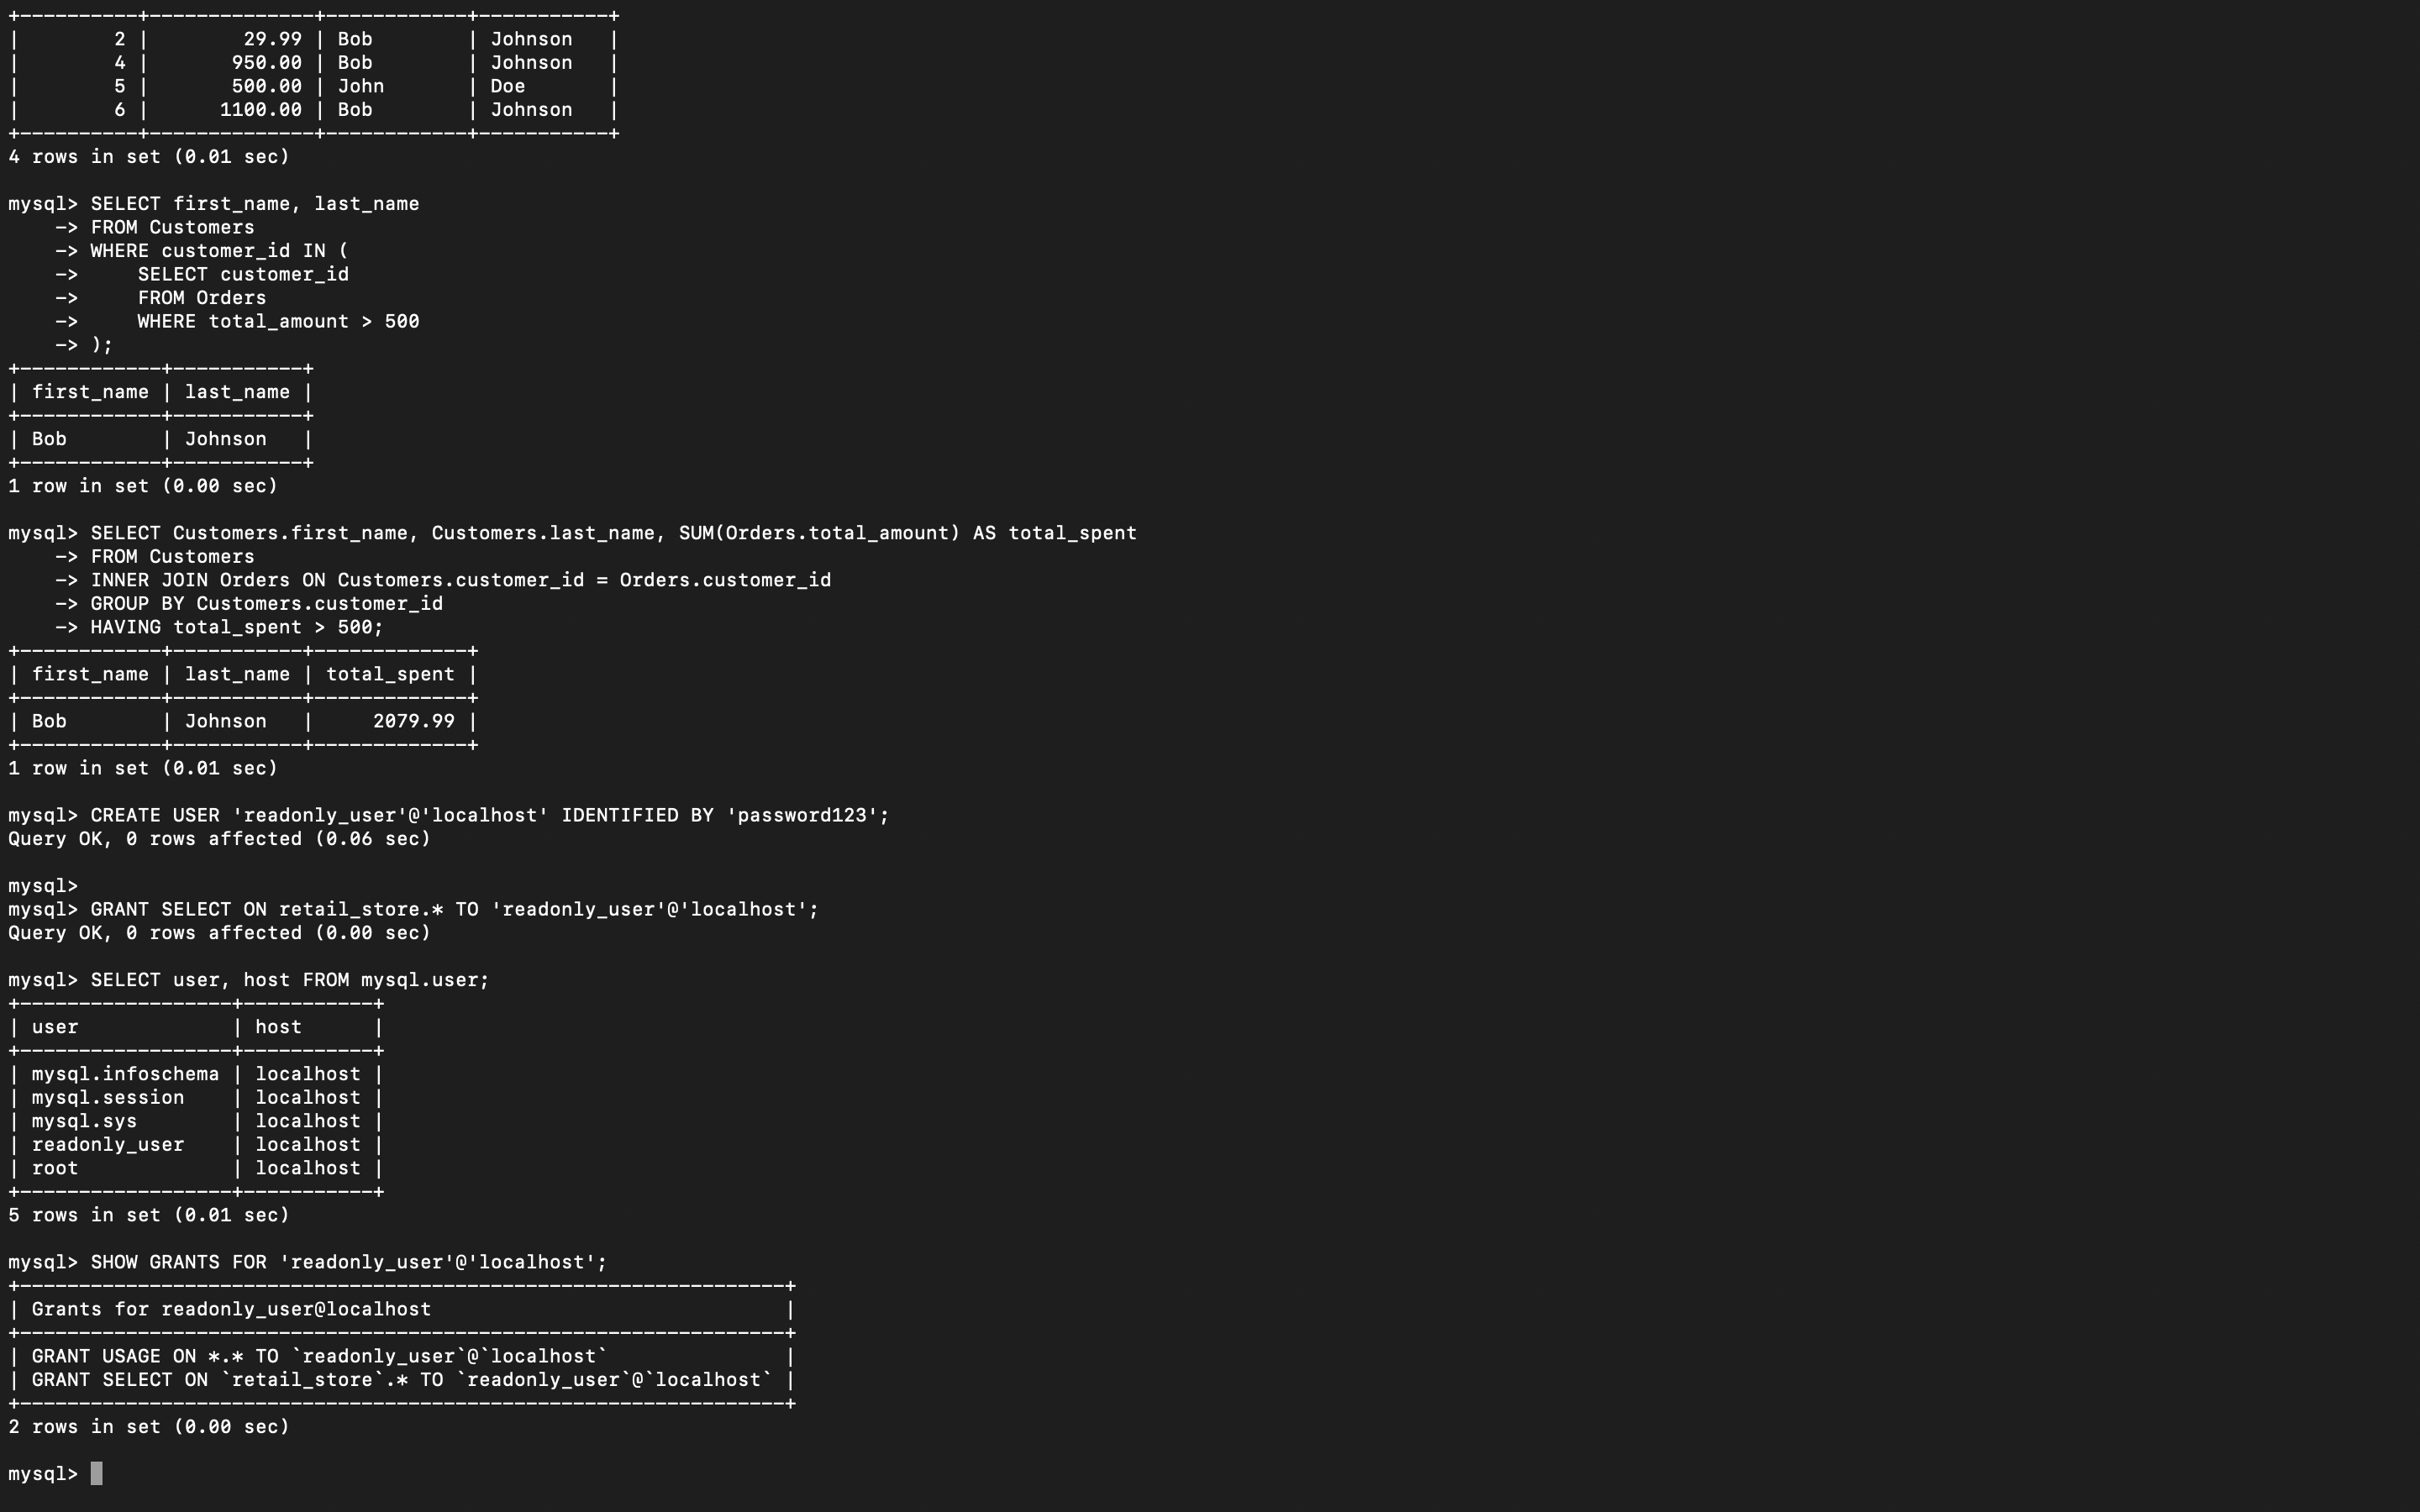 +----------+--------------+------------+-----------+
|        2 |        29.99 | Bob        | Johnson   |
|        4 |       950.00 | Bob        | Johnson   |
|        5 |       500.00 | John       | Doe       |
|        6 |      1100.00 | Bob        | Johnson   |
+----------+--------------+------------+-----------+
4 rows in set (0.01 sec)

mysql> SELECT first_name, last_name
    -> FROM Customers
    -> WHERE customer_id IN (
    ->     SELECT customer_id
    ->     FROM Orders
    ->     WHERE total_amount > 500
    -> );
+------------+-----------+
| first_name | last_name |
+------------+-----------+
| Bob        | Johnson   |
+------------+-----------+
1 row in set (0.00 sec)

mysql> SELECT Customers.first_name, Customers.last_name, SUM(Orders.total_amount) AS total_spent
    -> FROM Customers
    -> INNER JOIN Orders ON Customers.customer_id = Orders.customer_id
    -> GROUP BY Customers.customer_id
    -> HAVING total_spent > 500;
+------------+-----------+-------------+
| first_name | last_name | total_spent |
+------------+-----------+-------------+
| Bob        | Johnson   |     2079.99 |
+------------+-----------+-------------+
1 row in set (0.01 sec)

mysql> CREATE USER 'readonly_user'@'localhost' IDENTIFIED BY 'password123';
Query OK, 0 rows affected (0.06 sec)

mysql>
mysql> GRANT SELECT ON retail_store.* TO 'readonly_user'@'localhost';
Query OK, 0 rows affected (0.00 sec)

mysql> SELECT user, host FROM mysql.user;
+------------------+-----------+
| user             | host      |
+------------------+-----------+
| mysql.infoschema | localhost |
| mysql.session    | localhost |
| mysql.sys        | localhost |
| readonly_user    | localhost |
| root             | localhost |
+------------------+-----------+
5 rows in set (0.01 sec)

mysql> SHOW GRANTS FOR 'readonly_user'@'localhost';
+-----------------------------------------------------------------+
| Grants for readonly_user@localhost                              |
+-----------------------------------------------------------------+
| GRANT USAGE ON *.* TO `readonly_user`@`localhost`               |
| GRANT SELECT ON `retail_store`.* TO `readonly_user`@`localhost` |
+-----------------------------------------------------------------+
2 rows in set (0.00 sec)

mysql>